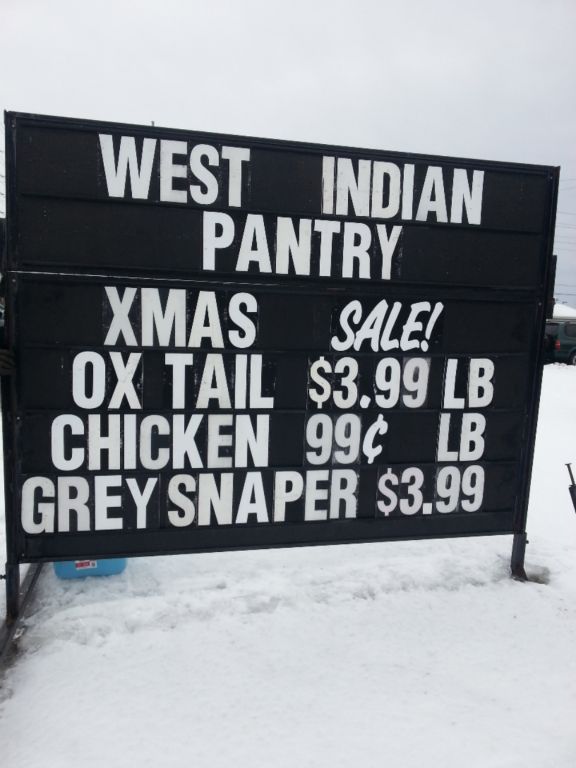 WEST INDIAN
PANTRY
XMAS SALE!
OX TAIL $3.99 LB
CHICKEN 99¢ LB
GREY SNAPER $3.99